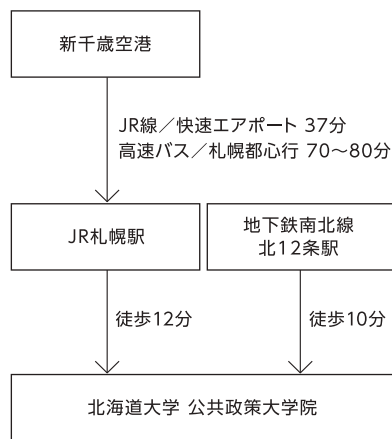 新千歳空港
JR線／快速エアポート 37分
高速バス／札幌都心行 70〜80分
JR札幌駅
地下鉄南北線
北12条駅
徒歩12分
徒歩10分
北海道大学 公共政策大学院